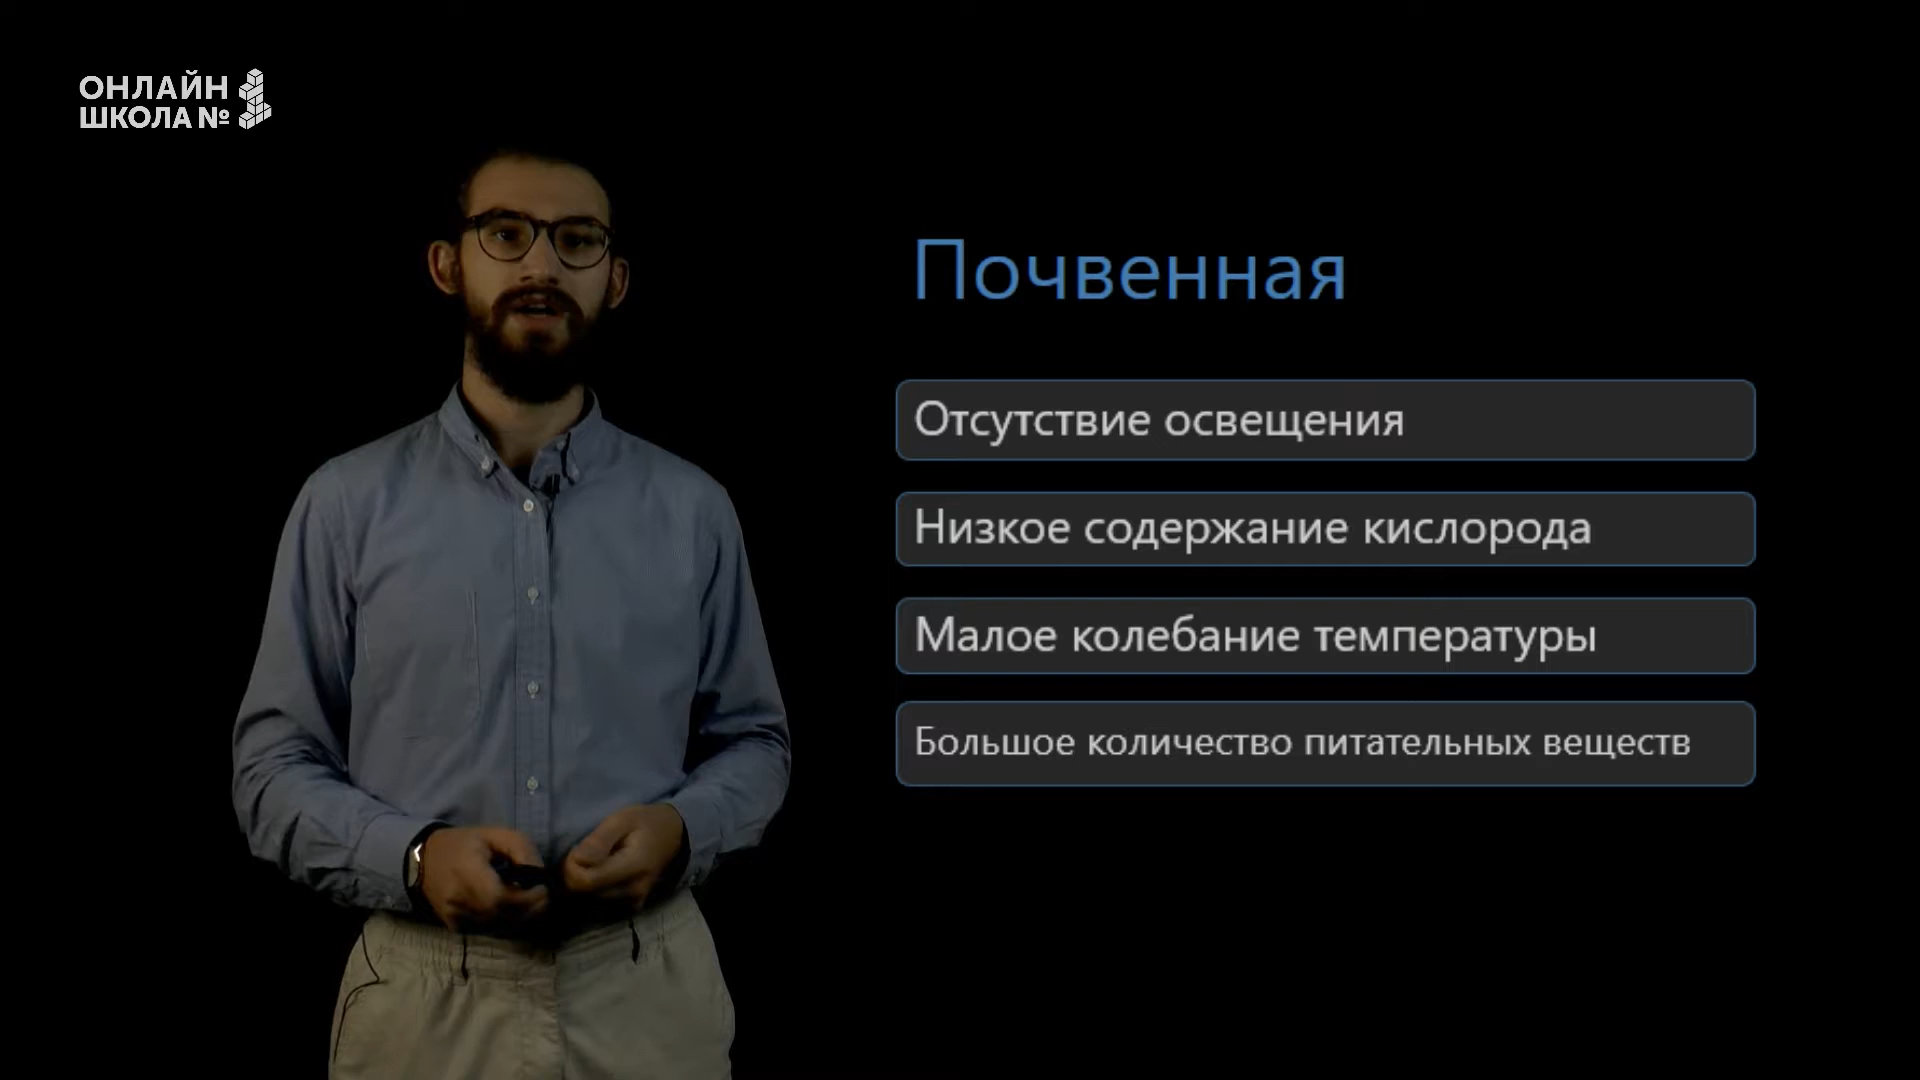 ОНЛАЙН
ШКОЛА №
Почвенная
Отсутствие освещения
Низкое содержание кислорода
Малое колебание температуры
Большое количество питательных веществ